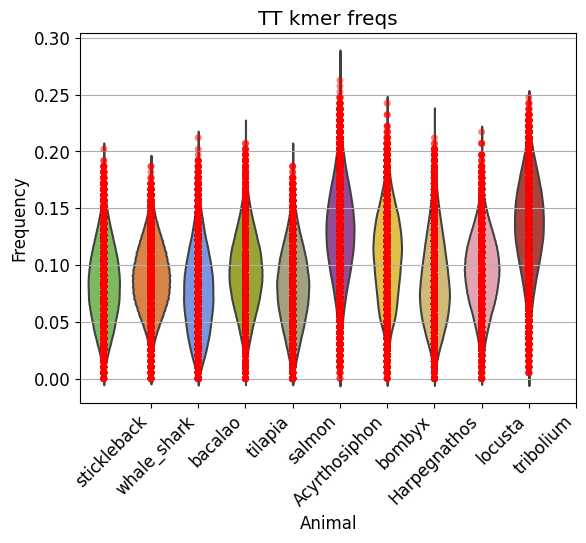 TT kmer freqs
Frequency
0.30
0.25
0.20
0.15
0.10
0.05
0.00
stickleback
whale_shark
bacalao
tilapia
salmon
Acyrthosiphon
bombyx
Harpegnathos
locusta
tribolium
Animal